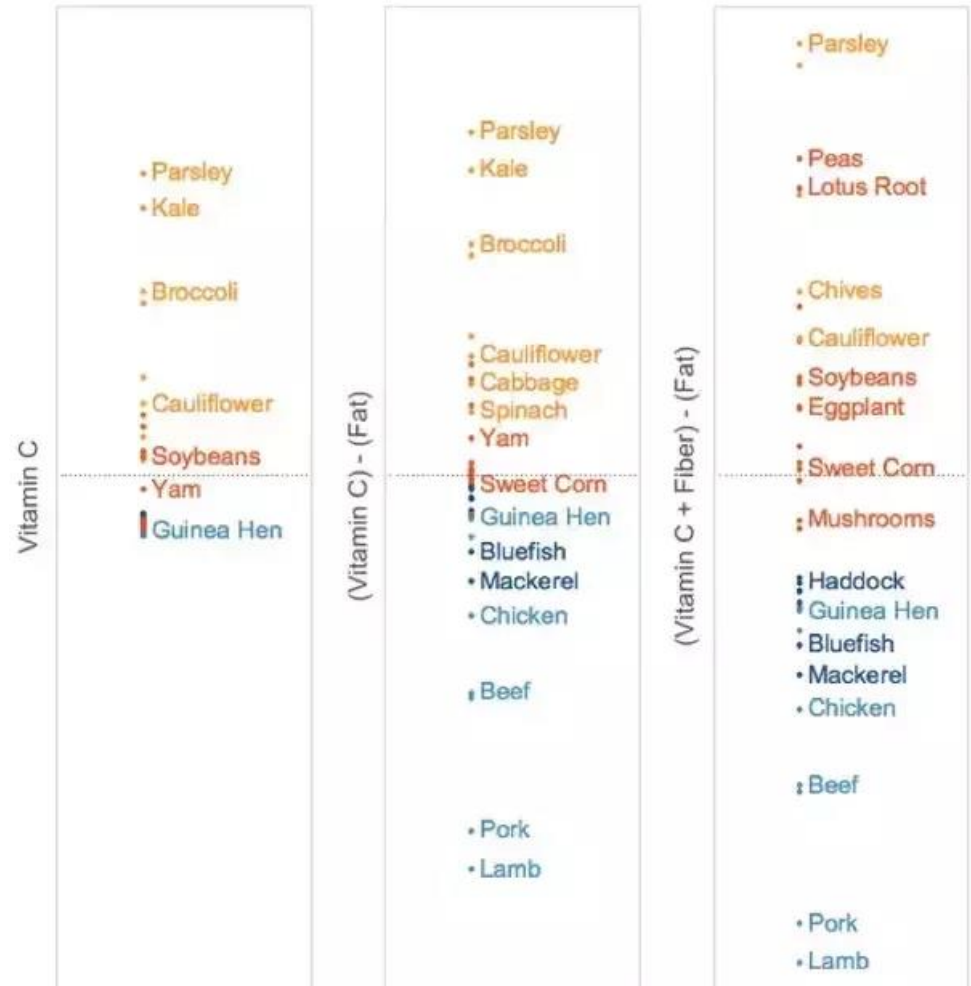 Vitamin C
Parsley
Kale
Broccoli
Cauliflower
Soybeans
Yam
Guinea Hen
(Vitamin C) - (Fat)
Parsley
Kale
Broccoli
Cauliflower
Cabbage
Spinach
Yam
Sweet Corn
Guinea Hen
Bluefish
Mackerel
Chicken
Beef
Pork
Lamb
(Vitamin C + Fiber) - (Fat)
Parsley
Peas
Lotus Root
Chives
Cauliflower
Soybeans
Eggplant
Sweet Corn
Mushrooms
Haddock
Guinea Hen
Bluefish
Mackerel
Chicken
Beef
Pork
Lamb